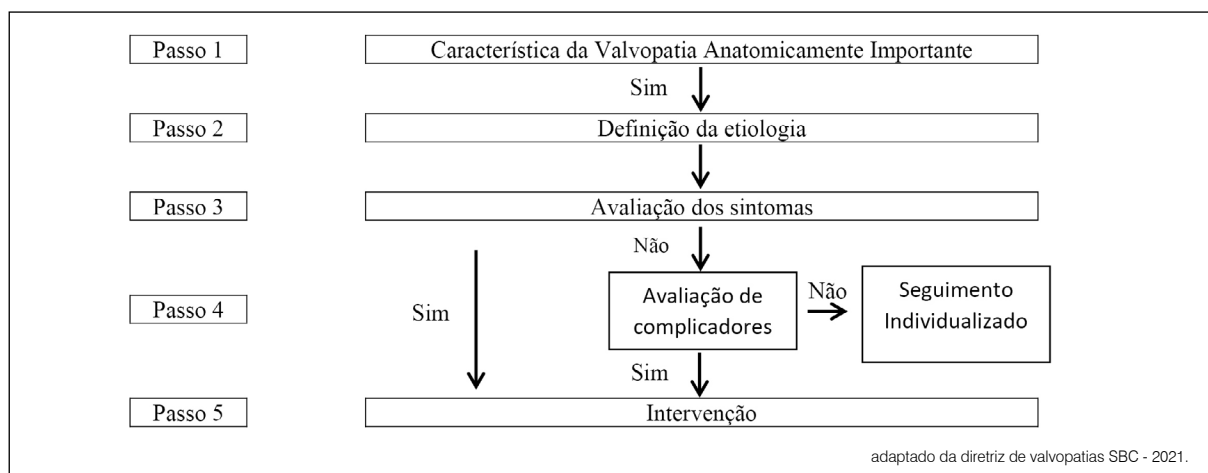 Passo 1
Característica da Valvopatia Anatomicamente Importante
Sim
Passo 2
Definição da etiologia
Passo 3
Avaliação dos sintomas
Não
Passo 4
Sim
Avaliação de
complicadores
Não
Seguimento
Individualizado
Sim
Passo 5
Intervenção
adaptado da diretriz de valvopatias SBC - 2021.